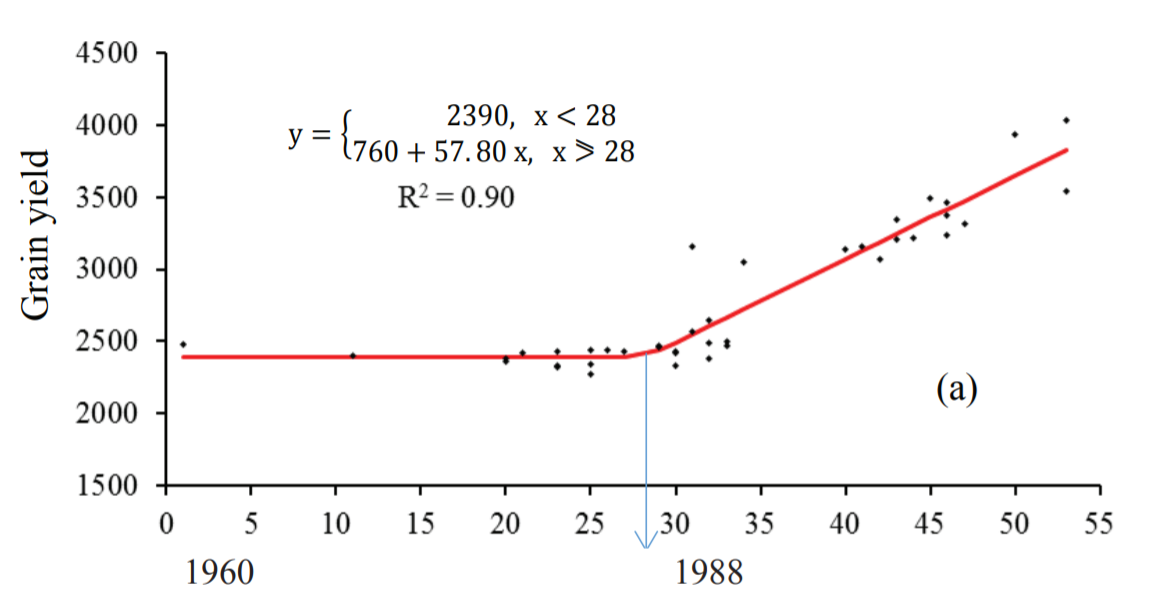 4500
4000
3500
3000
2500
2000
1500
Grain yield
y = { 2390, x < 28
760 + 57.80 x, x ⩾ 28
R² = 0.90
(a)
0 5 10 15 20 25 30 35 40 45 50 55
1960 1988